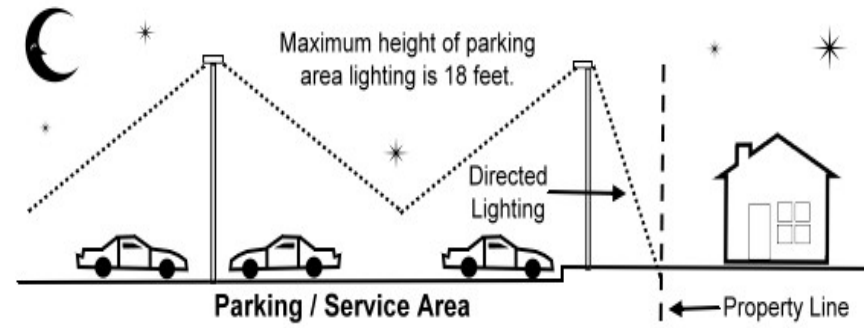 Maximum height of parking
area lighting is 18 feet.
Directed
Lighting
Parking / Service Area
Property Line